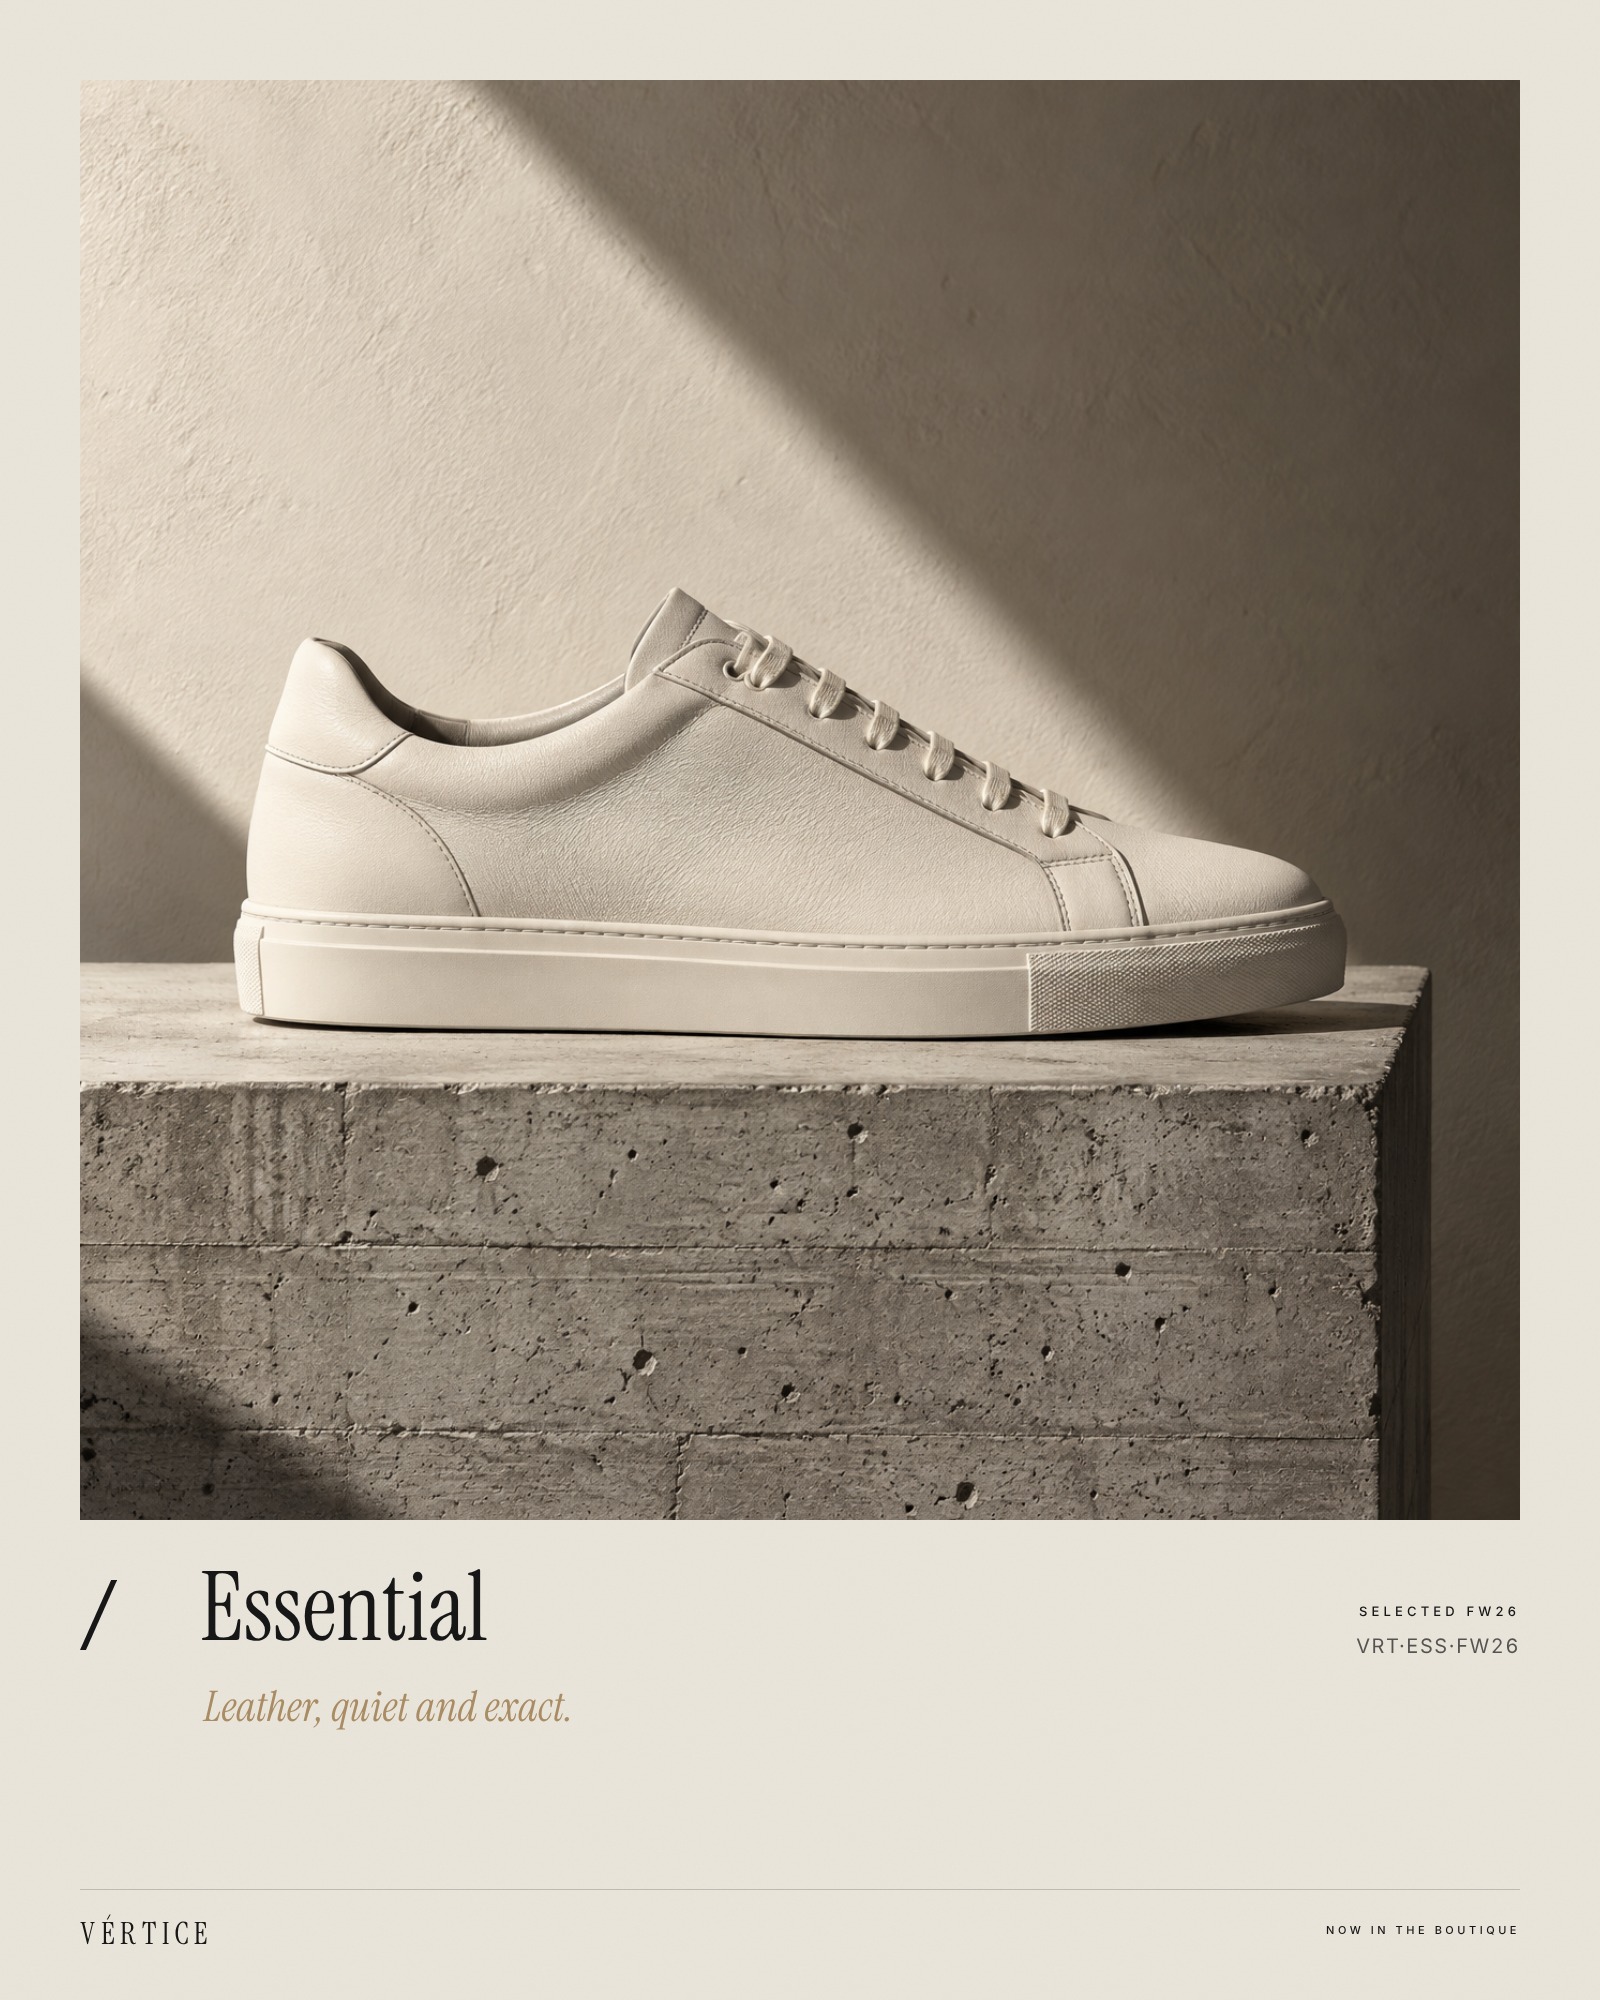 / Essential
SELECTED FW26
VRT·ESS·FW26
Leather, quiet and exact.
VÉRTICE
NOW IN THE BOUTIQUE